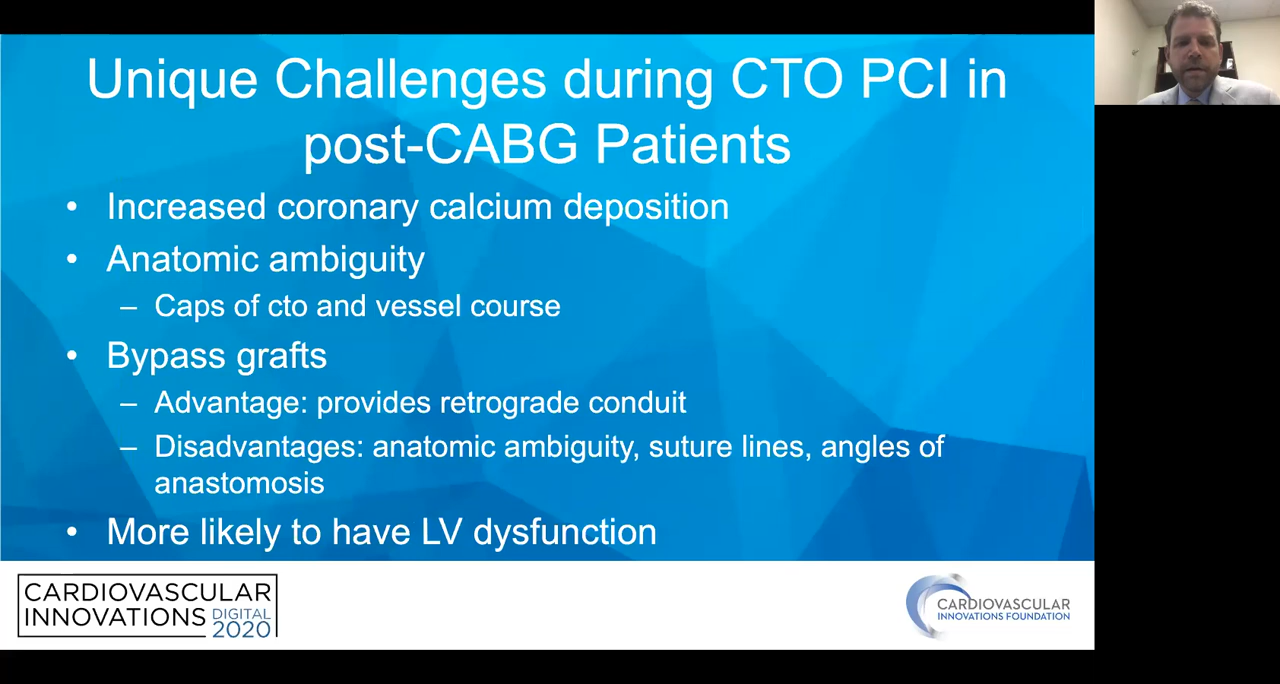 Unique Challenges during CTO PCI in
post-CABG Patients
• Increased coronary calcium deposition
• Anatomic ambiguity
– Caps of cto and vessel course
• Bypass grafts
– Advantage: provides retrograde conduit
– Disadvantages: anatomic ambiguity, suture lines, angles of
anastomosis
• More likely to have LV dysfunction
CARDIOVASCULAR
INNOVATIONS DIGITAL
2020
CARDIOVASCULAR
INNOVATIONS FOUNDATION